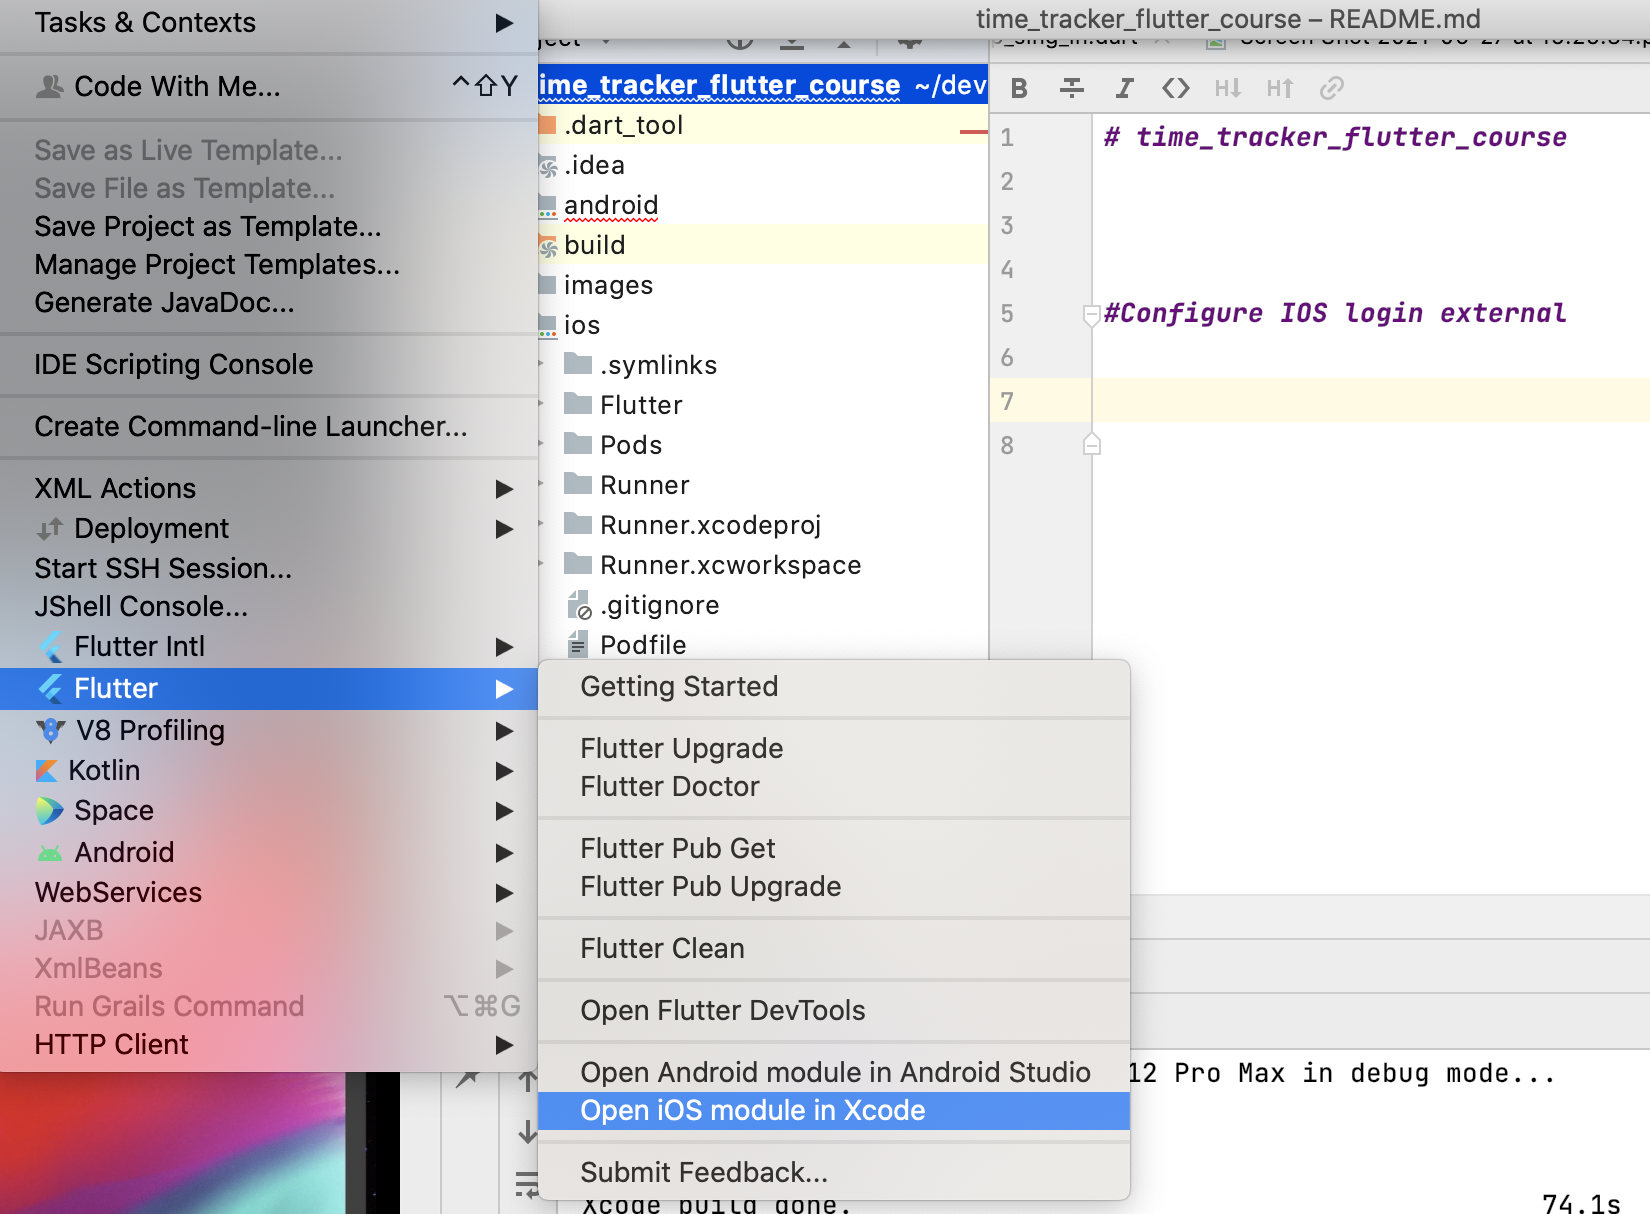 Tasks & Contexts
Code With Me... ^⇧Y
Save as Live Template...
Save File as Template...
Save Project as Template...
Manage Project Templates...
Generate JavaDoc...
IDE Scripting Console
Create Command-line Launcher...
XML Actions
Deployment
Start SSH Session...
JShell Console...
Flutter Intl
Flutter
V8 Profiling
Kotlin
Space
Android
WebServices
JAXB
XmlBeans
Run Grails Command ⌥⌘G
HTTP Client
time_tracker_flutter_course – README.md
ime_tracker_flutter_course ~/dev
.dart_tool
.idea
android
build
images
ios
.symlinks
Flutter
Pods
Runner
Runner.xcodeproj
Runner.xcworkspace
.gitignore
Podfile
Getting Started
Flutter Upgrade
Flutter Doctor
Flutter Pub Get
Flutter Pub Upgrade
Flutter Clean
Open Flutter DevTools
Open Android module in Android Studio
Open iOS module in Xcode
Submit Feedback...
B I <> H↓ H↑
1 # time_tracker_flutter_course
2
3
4
5 #Configure IOS login external
6
7
8
12 Pro Max in debug mode...
Xcode build done. 74.1s